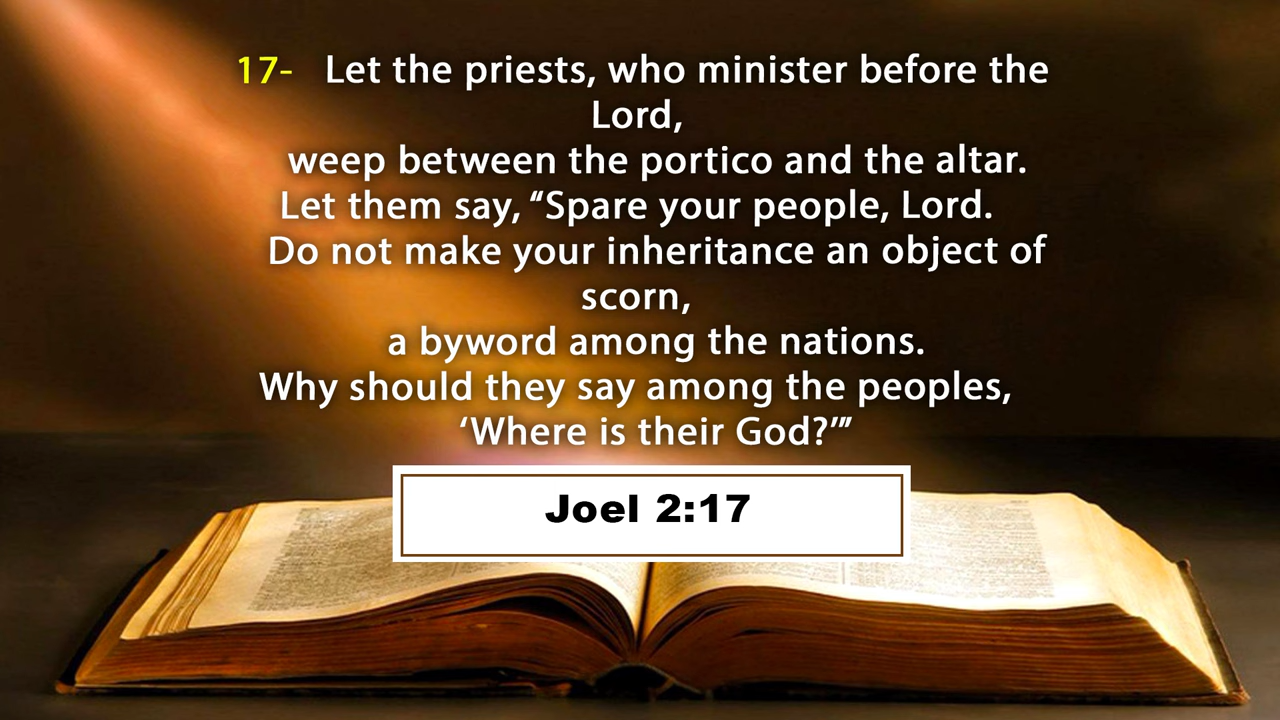 17- Let the priests, who minister before the
Lord,
weep between the portico and the altar.
Let them say, “Spare your people, Lord.
Do not make your inheritance an object of
scorn,
a byword among the nations.
Why should they say among the peoples,
‘Where is their God?’”
Joel 2:17